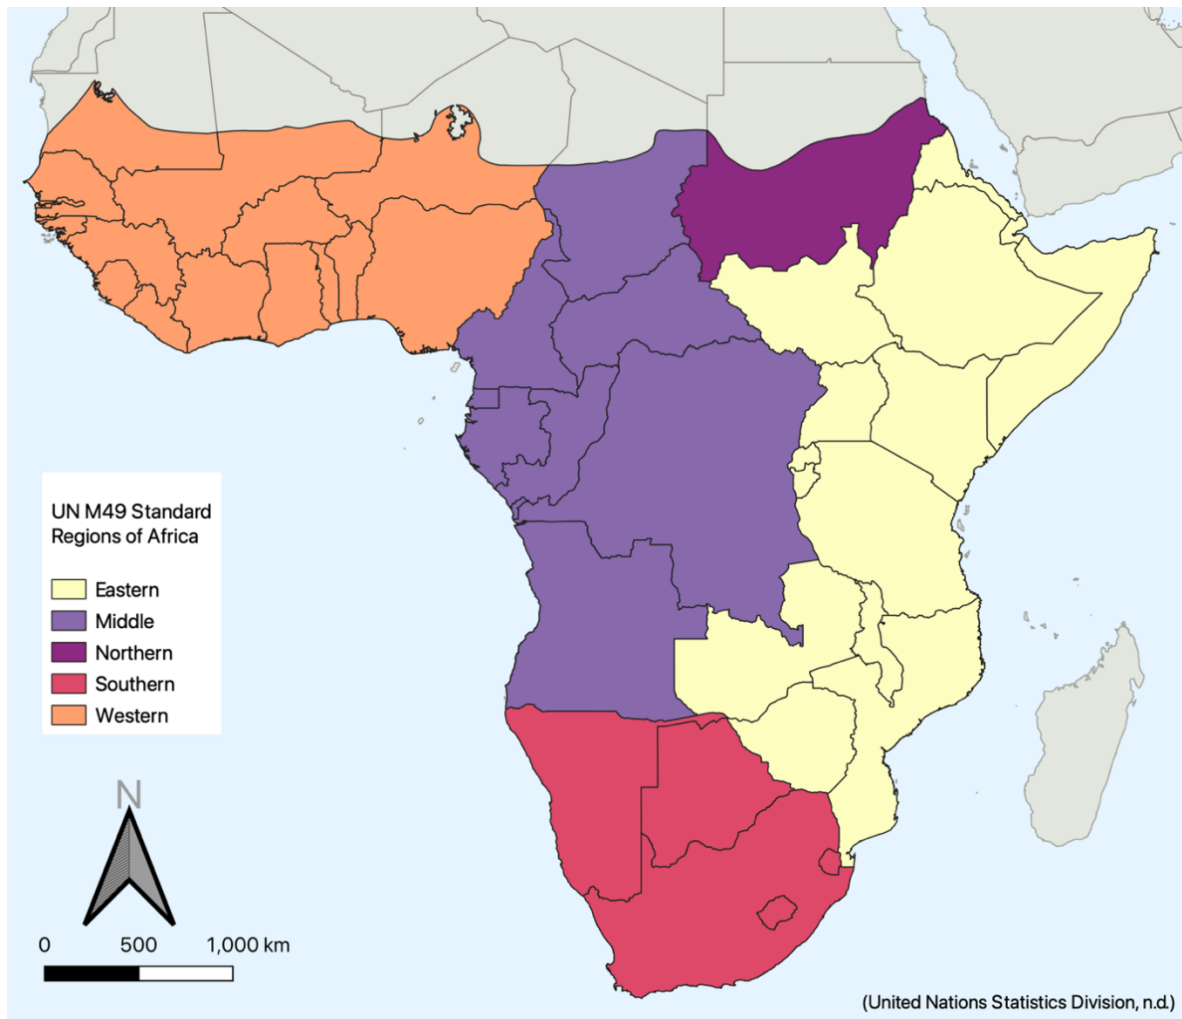 UN M49 Standard
Regions of Africa
Eastern
Middle
Northern
Southern
Western
N
0 500 1,000 km
(United Nations Statistics Division, n.d.)